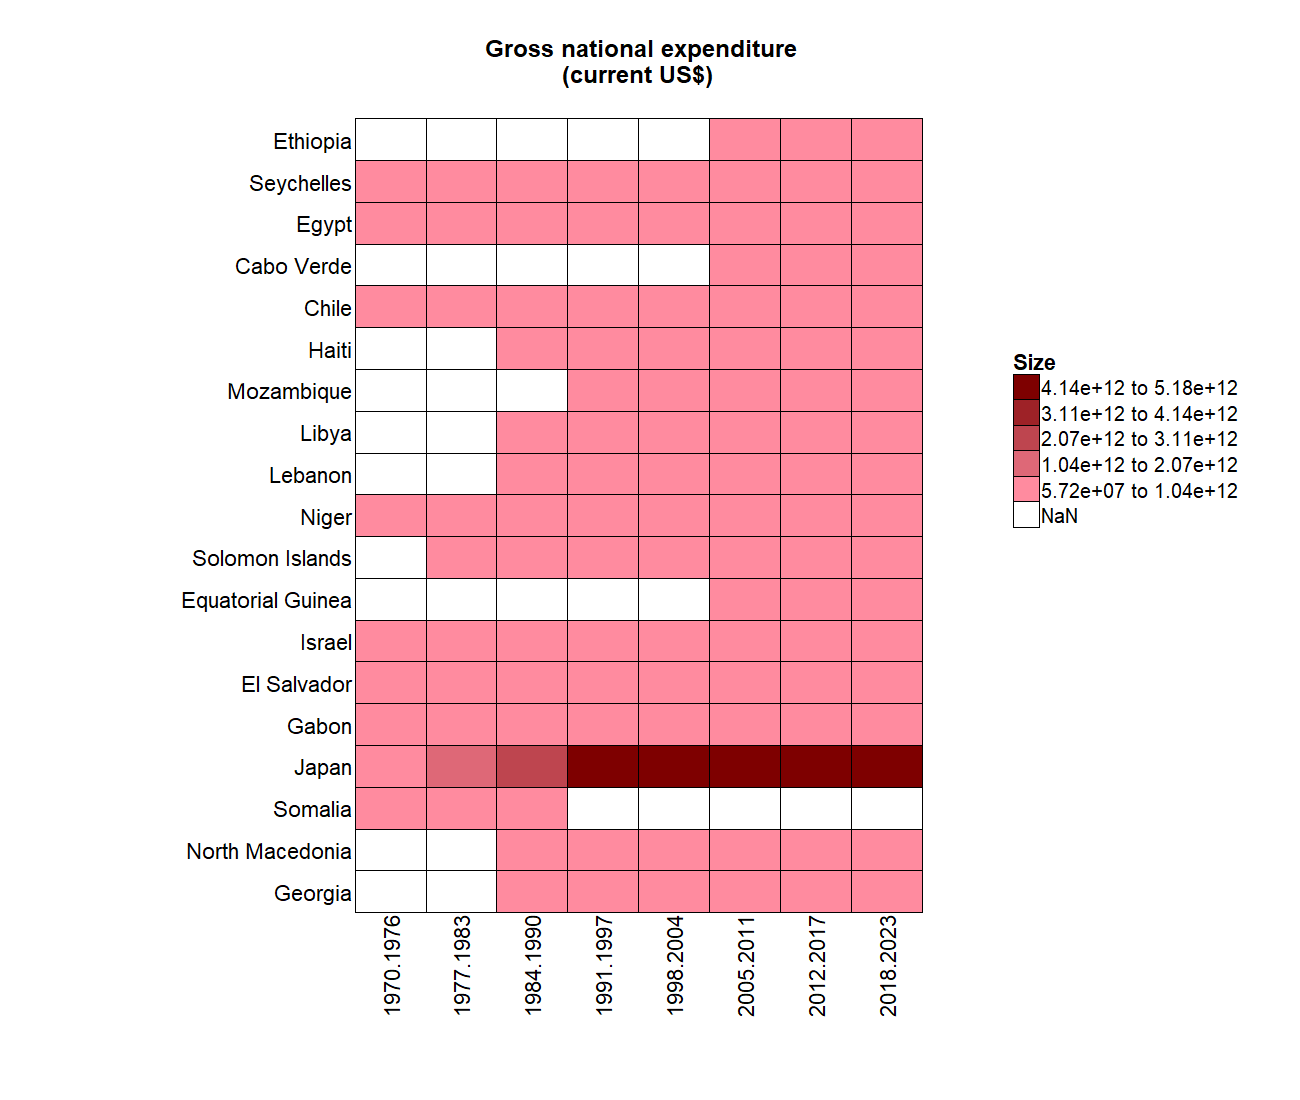 Gross national expenditure
(current US$)
Ethiopia
Seychelles
Egypt
Cabo Verde
Chile
Haiti
Mozambique
Libya
Lebanon
Niger
Solomon Islands
Equatorial Guinea
Israel
El Salvador
Gabon
Japan
Somalia
North Macedonia
Georgia
1970.1976
1977.1983
1984.1990
1991.1997
1998.2004
2005.2011
2012.2017
2018.2023
Size
4.14e+12 to 5.18e+12
3.11e+12 to 4.14e+12
2.07e+12 to 3.11e+12
1.04e+12 to 2.07e+12
5.72e+07 to 1.04e+12
NaN